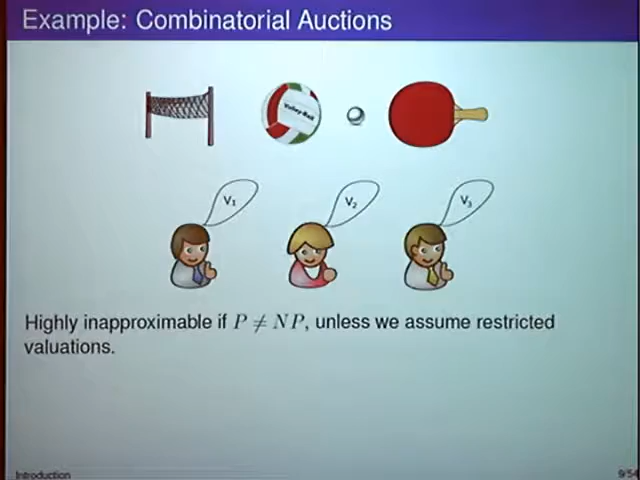 Example: Combinatorial Auctions
Volley-Ball
V₁
V₂
V₃
Highly inapproximable if P ≠ NP, unless we assume restricted
valuations.
Introduction
9/54